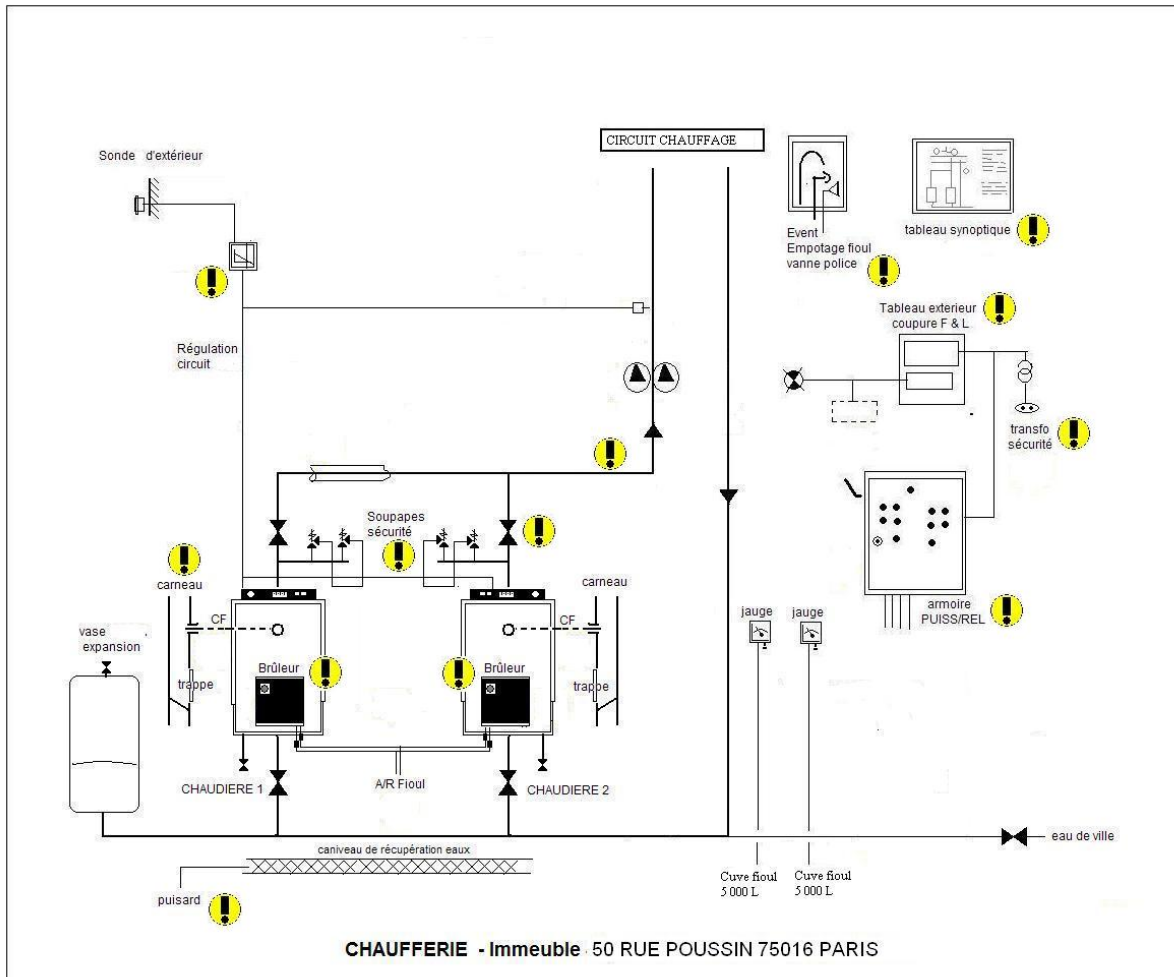 CIRCUIT CHAUFFAGE
Sonde d'extérieur
Event
Empotage fioul
vanne police
tableau synoptique
Tableau exterieur
coupure F & L
Régulation
circuit
transfo
sécurité
Soupapes
sécurité
carneau
carneau
CF
CF
vase
expansion
Brûleur
Brûleur
trappe
trappe
jauge
jauge
armoire
PUISS/REL
CHAUDIERE 1
A/R Fioul
CHAUDIERE 2
eau de ville
caniveau de récupération eaux
puisard
Cuve fioul
5 000 L
Cuve fioul
5 000 L
CHAUFFERIE - Immeuble 50 RUE POUSSIN 75016 PARIS